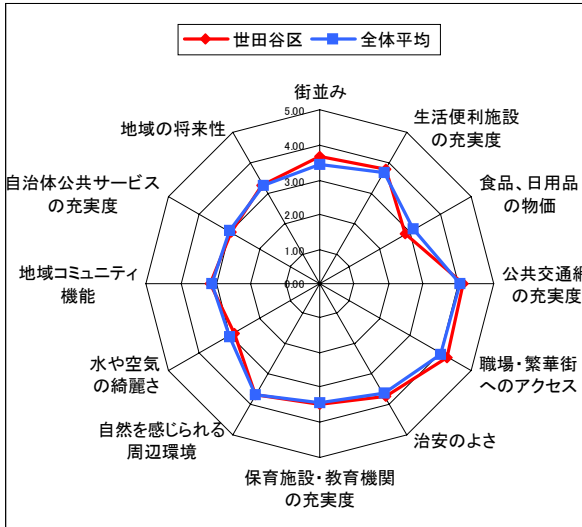 世田谷区 全体平均
街並み
生活便利施設
の充実度
食品、日用品
の物価
公共交通網
の充実度
職場・繁華街
へのアクセス
治安のよさ
保育施設・教育機関
の充実度
自然を感じられる
周辺環境
水や空気
の綺麗さ
地域コミュニティ
機能
自治体公共サービス
の充実度
地域の将来性
5.00
4.00
3.00
2.00
1.00
0.00